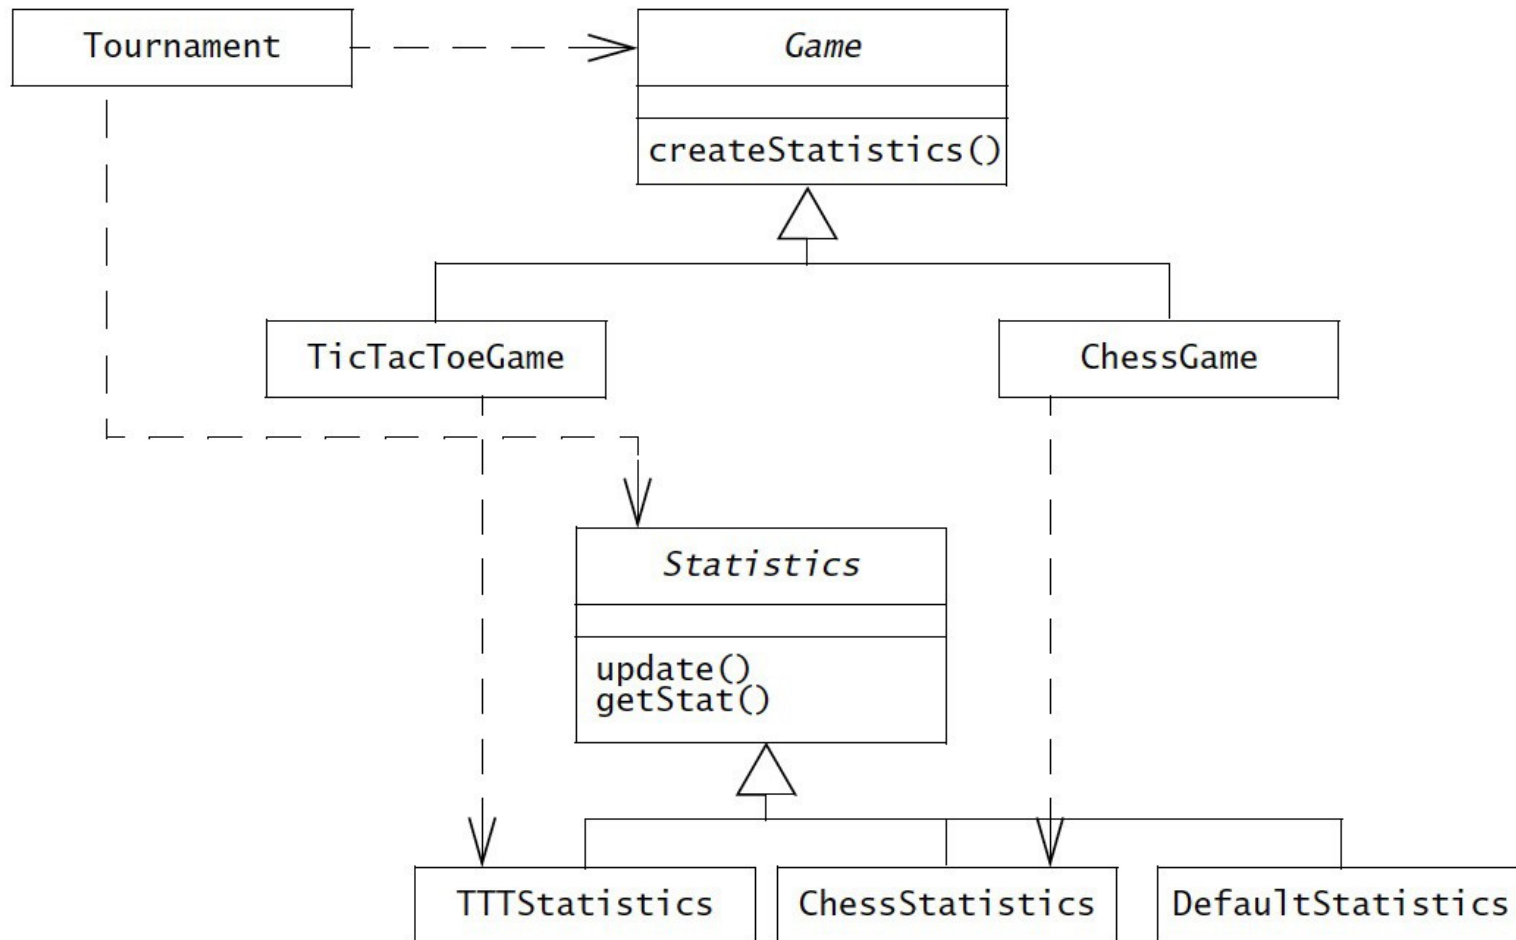 Tournament
Game
createStatistics()
TicTacToeGame
ChessGame
Statistics
update()
getStat()
TTTStatistics
ChessStatistics
DefaultStatistics